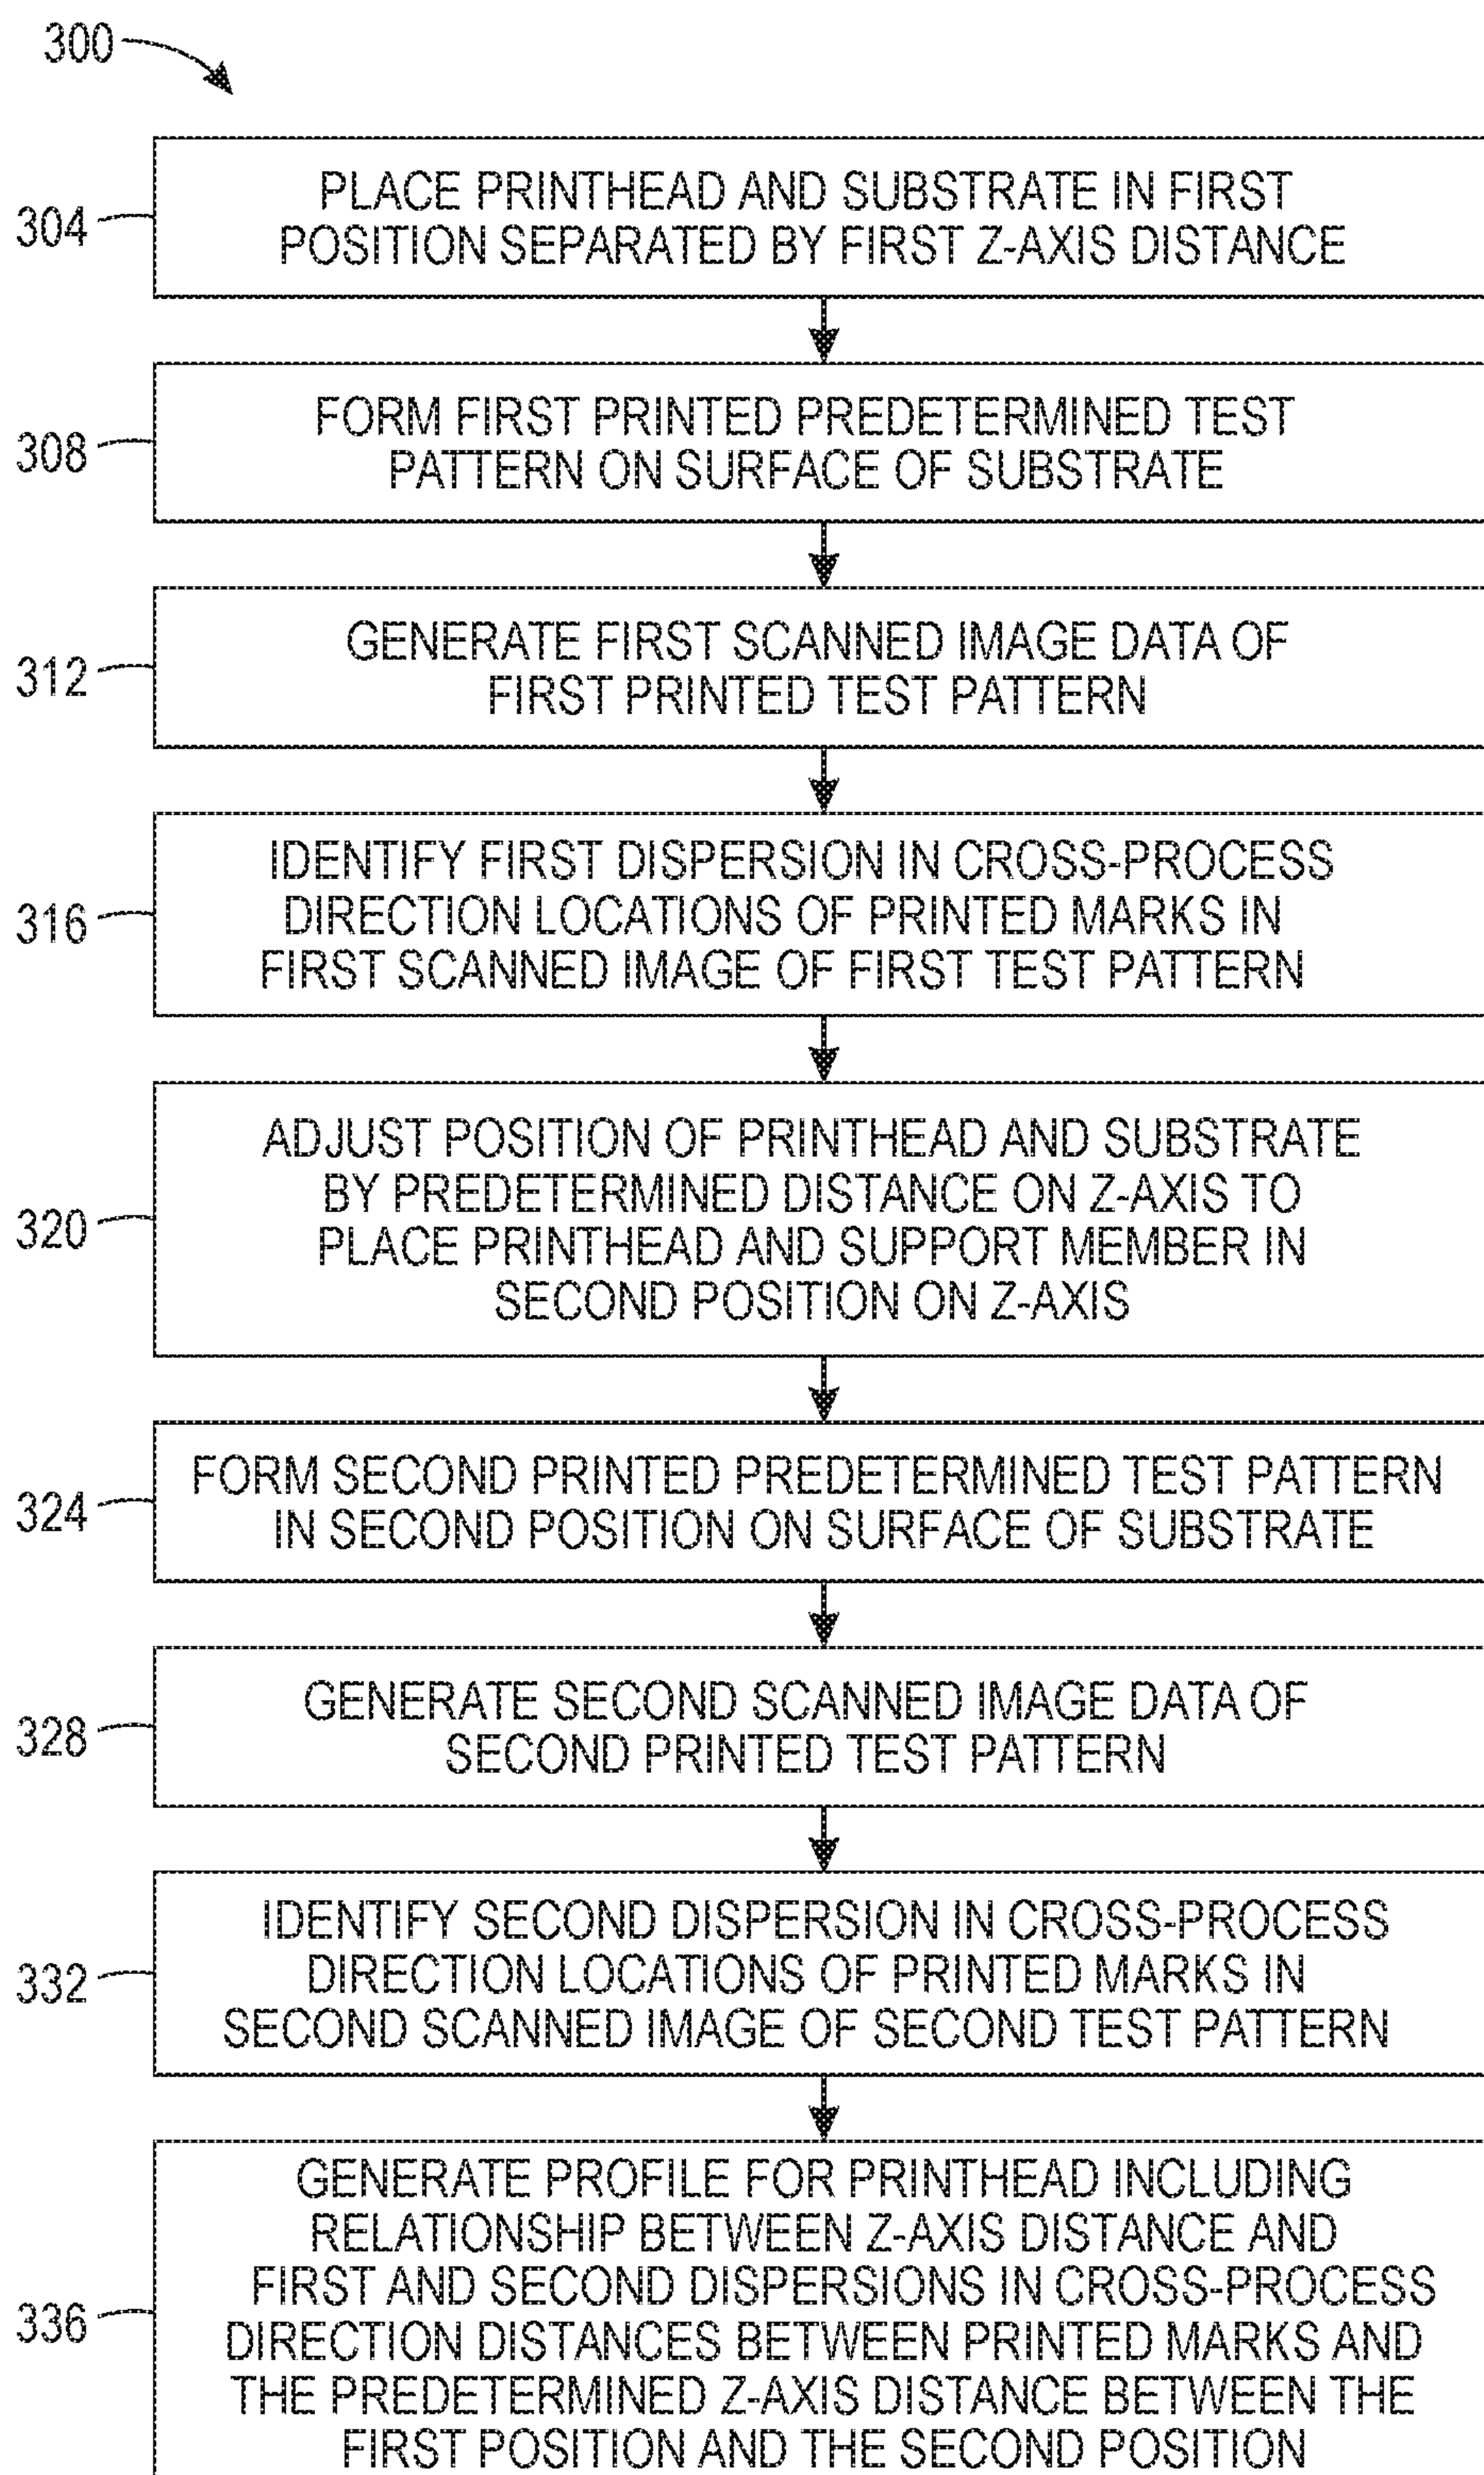 300
304
PLACE PRINTHEAD AND SUBSTRATE IN FIRST
POSITION SEPARATED BY FIRST Z-AXIS DISTANCE
308
FORM FIRST PRINTED PREDETERMINED TEST
PATTERN ON SURFACE OF SUBSTRATE
312
GENERATE FIRST SCANNED IMAGE DATA OF
FIRST PRINTED TEST PATTERN
316
IDENTIFY FIRST DISPERSION IN CROSS-PROCESS
DIRECTION LOCATIONS OF PRINTED MARKS IN
FIRST SCANNED IMAGE OF FIRST TEST PATTERN
320
ADJUST POSITION OF PRINTHEAD AND SUBSTRATE
BY PREDETERMINED DISTANCE ON Z-AXIS TO
PLACE PRINTHEAD AND SUPPORT MEMBER IN
SECOND POSITION ON Z-AXIS
324
FORM SECOND PRINTED PREDETERMINED TEST PATTERN
IN SECOND POSITION ON SURFACE OF SUBSTRATE
328
GENERATE SECOND SCANNED IMAGE DATA OF
SECOND PRINTED TEST PATTERN
332
IDENTIFY SECOND DISPERSION IN CROSS-PROCESS
DIRECTION LOCATIONS OF PRINTED MARKS IN
SECOND SCANNED IMAGE OF SECOND TEST PATTERN
336
GENERATE PROFILE FOR PRINTHEAD INCLUDING
RELATIONSHIP BETWEEN Z-AXIS DISTANCE AND
FIRST AND SECOND DISPERSIONS IN CROSS-PROCESS
DIRECTION DISTANCES BETWEEN PRINTED MARKS AND
THE PREDETERMINED Z-AXIS DISTANCE BETWEEN THE
FIRST POSITION AND THE SECOND POSITION